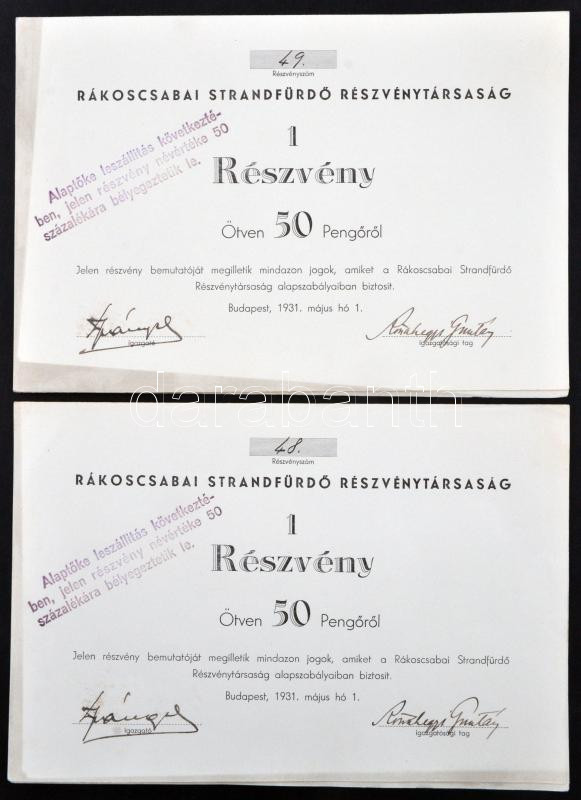 49.
Részvényszám
RÁKOSCSABAI STRANDFÜRDŐ RÉSZVÉNYTÁRSASÁG
Alaptőke leszállítás következté-
ben, jelen részvény névértéke 50
százalékára bélyegeztetik le.
1
Részvény
Ötven 50 Pengőről
Jelen részvény bemutatóját megilletik mindazon jogok, amiket a Rákoscsabai Strandfürdő
Részvénytársaság alapszabályaiban biztosit.
Budapest, 1931. május hó 1.
Igazgató
Igazgatósági tag
darabanth
48.
Részvényszám
RÁKOSCSABAI STRANDFÜRDŐ RÉSZVÉNYTÁRSASÁG
Alaptőke leszállítás következté-
ben, jelen részvény névértéke 50
százalékára bélyegeztetik le.
1
Részvény
Ötven 50 Pengőről
Jelen részvény bemutatóját megilletik mindazon jogok, amiket a Rákoscsabai Strandfürdő
Részvénytársaság alapszabályaiban biztosit.
Budapest, 1931. május hó 1.
Igazgató
Igazgatósági tag